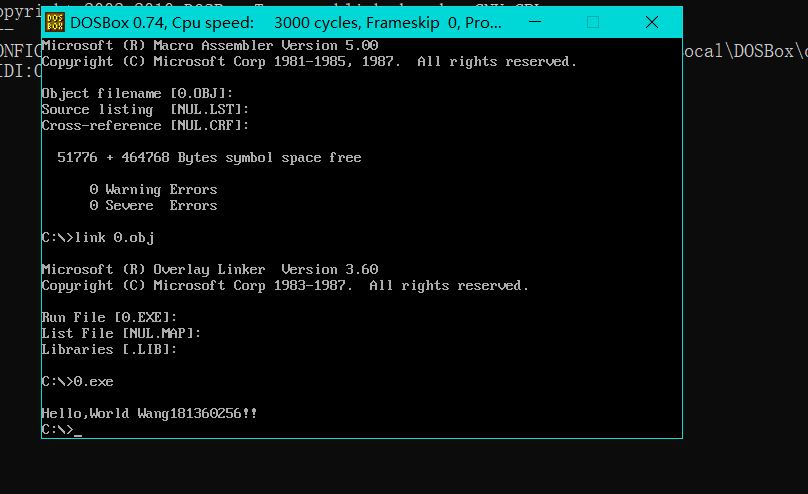 DOSBox 0.74, Cpu speed: 3000 cycles, Frameskip 0, Pro...
ocal\DOSBox\
Microsoft (R) Macro Assembler Version 5.00
Copyright (C) Microsoft Corp 1981-1985, 1987.  All rights reserved.
Object filename [0.OBJ]:
Source listing  [NUL.LST]:
Cross-reference [NUL.CRF]:
51776 + 464768 Bytes symbol space free
0 Warning Errors
0 Severe  Errors
C:\>link 0.obj
Microsoft (R) Overlay Linker  Version 3.60
Copyright (C) Microsoft Corp 1983-1987.  All rights reserved.
Run File [0.EXE]:
List File [NUL.MAP]:
Libraries [.LIB]:
C:\>0.exe
Hello,World Wang181360256!!
C:\>_